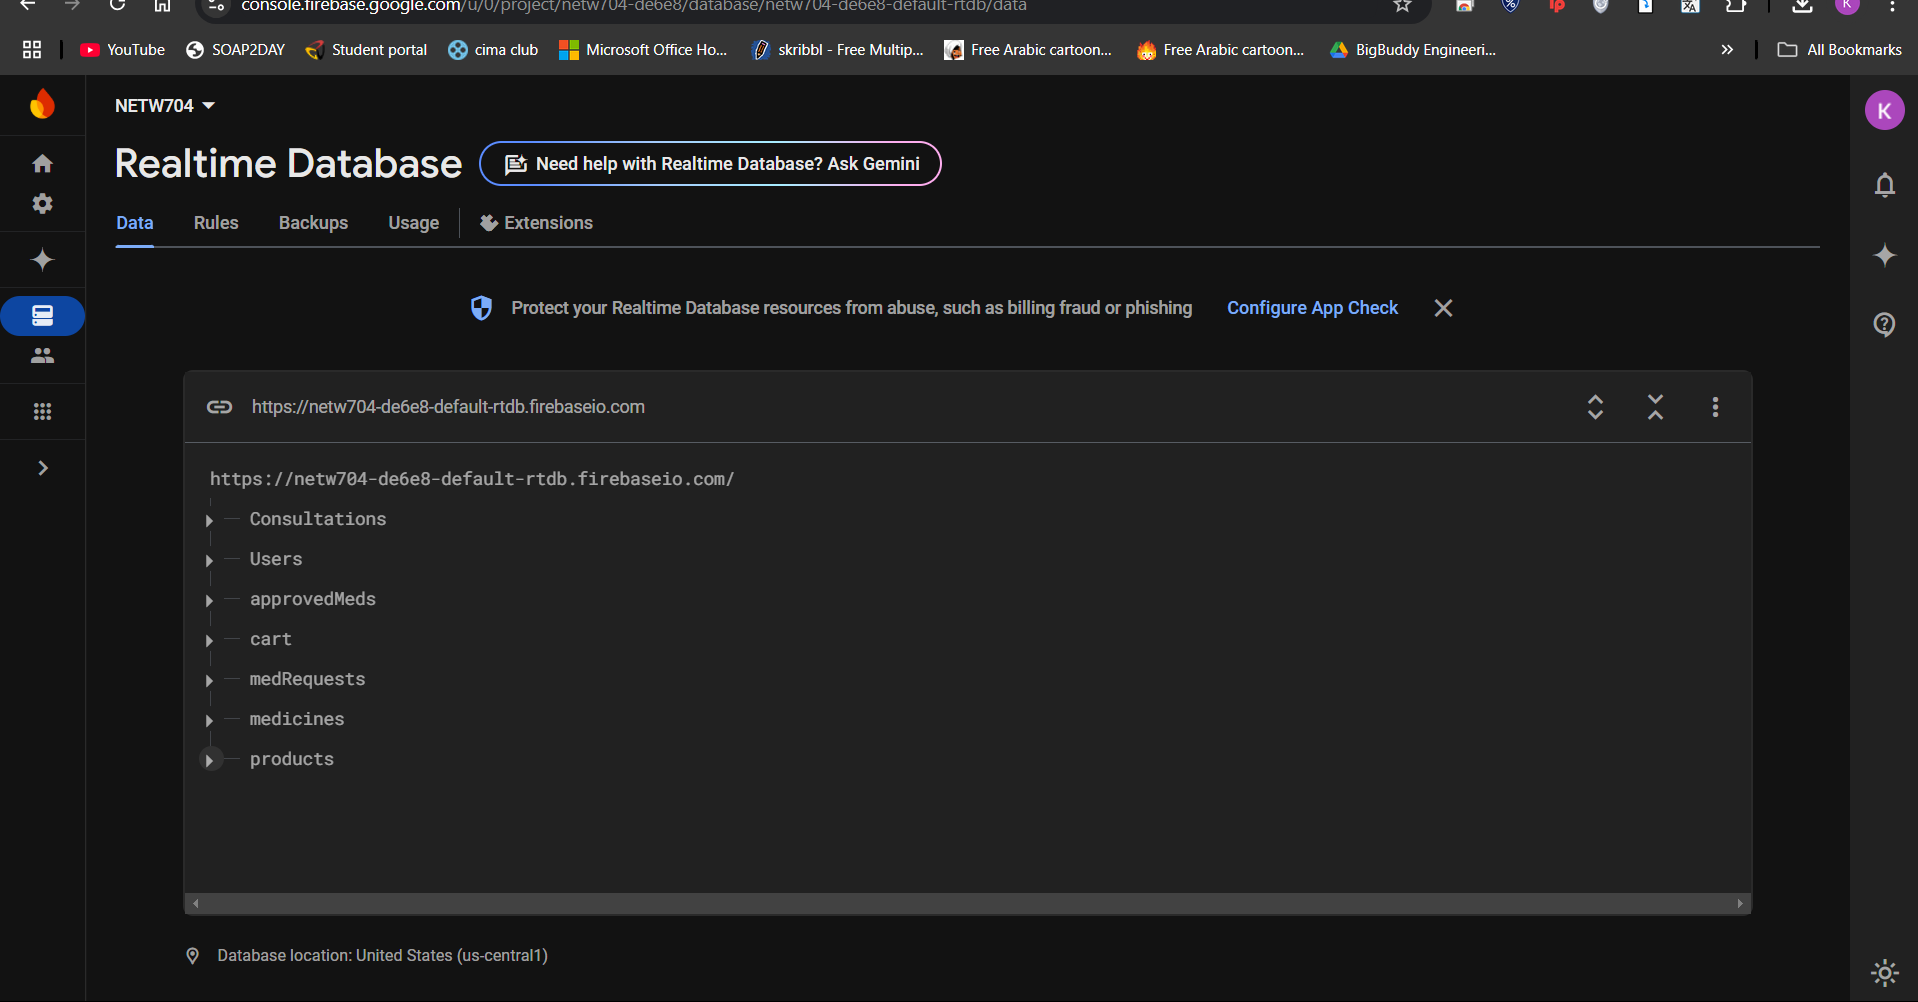 console.firebase.google.com/u/0/project/netw704-de6e8/database/netw704-de6e8-default-rtdb/data
K
YouTube SOAP2DAY Student portal cima club Microsoft Office Ho... skribbl - Free Multip... Free Arabic cartoon... Free Arabic cartoon... BigBuddy Engineeri... » All Bookmarks
NETW704
K
Realtime Database Need help with Realtime Database? Ask Gemini
Data Rules Backups Usage Extensions
Protect your Realtime Database resources from abuse, such as billing fraud or phishing Configure App Check
https://netw704-de6e8-default-rtdb.firebaseio.com
https://netw704-de6e8-default-rtdb.firebaseio.com/
Consultations
Users
approvedMeds
cart
medRequests
medicines
products
Database location: United States (us-central1)